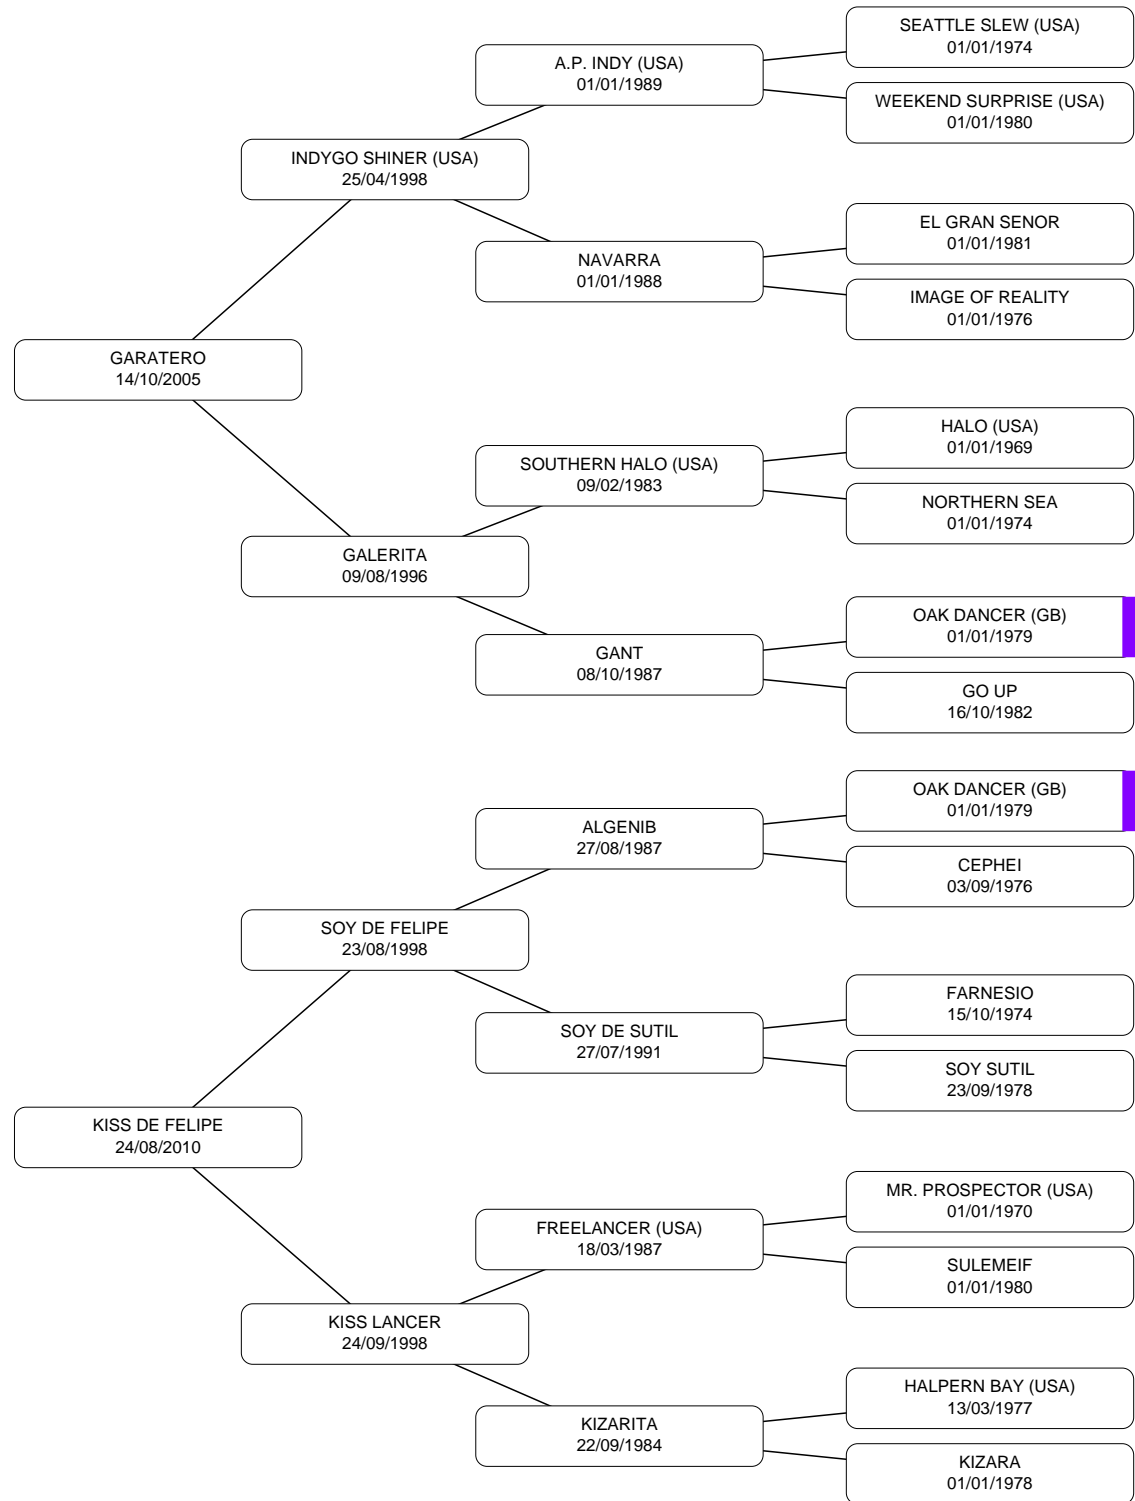 SEATTLE SLEW (USA)
01/01/1974
A.P. INDY (USA)
01/01/1989
WEEKEND SURPRISE (USA)
01/01/1980
INDYGO SHINER (USA)
25/04/1998
EL GRAN SENOR
01/01/1981
NAVARRA
01/01/1988
IMAGE OF REALITY
01/01/1976
GARATERO
14/10/2005
HALO (USA)
01/01/1969
SOUTHERN HALO (USA)
09/02/1983
NORTHERN SEA
01/01/1974
GALERITA
09/08/1996
OAK DANCER (GB)
01/01/1979
GANT
08/10/1987
GO UP
16/10/1982
OAK DANCER (GB)
01/01/1979
ALGENIB
27/08/1987
CEPHEI
03/09/1976
SOY DE FELIPE
23/08/1998
FARNESIO
15/10/1974
SOY DE SUTIL
27/07/1991
SOY SUTIL
23/09/1978
KISS DE FELIPE
24/08/2010
MR. PROSPECTOR (USA)
01/01/1970
FREELANCER (USA)
18/03/1987
SULEMEIF
01/01/1980
KISS LANCER
24/09/1998
HALPERN BAY (USA)
13/03/1977
KIZARITA
22/09/1984
KIZARA
01/01/1978